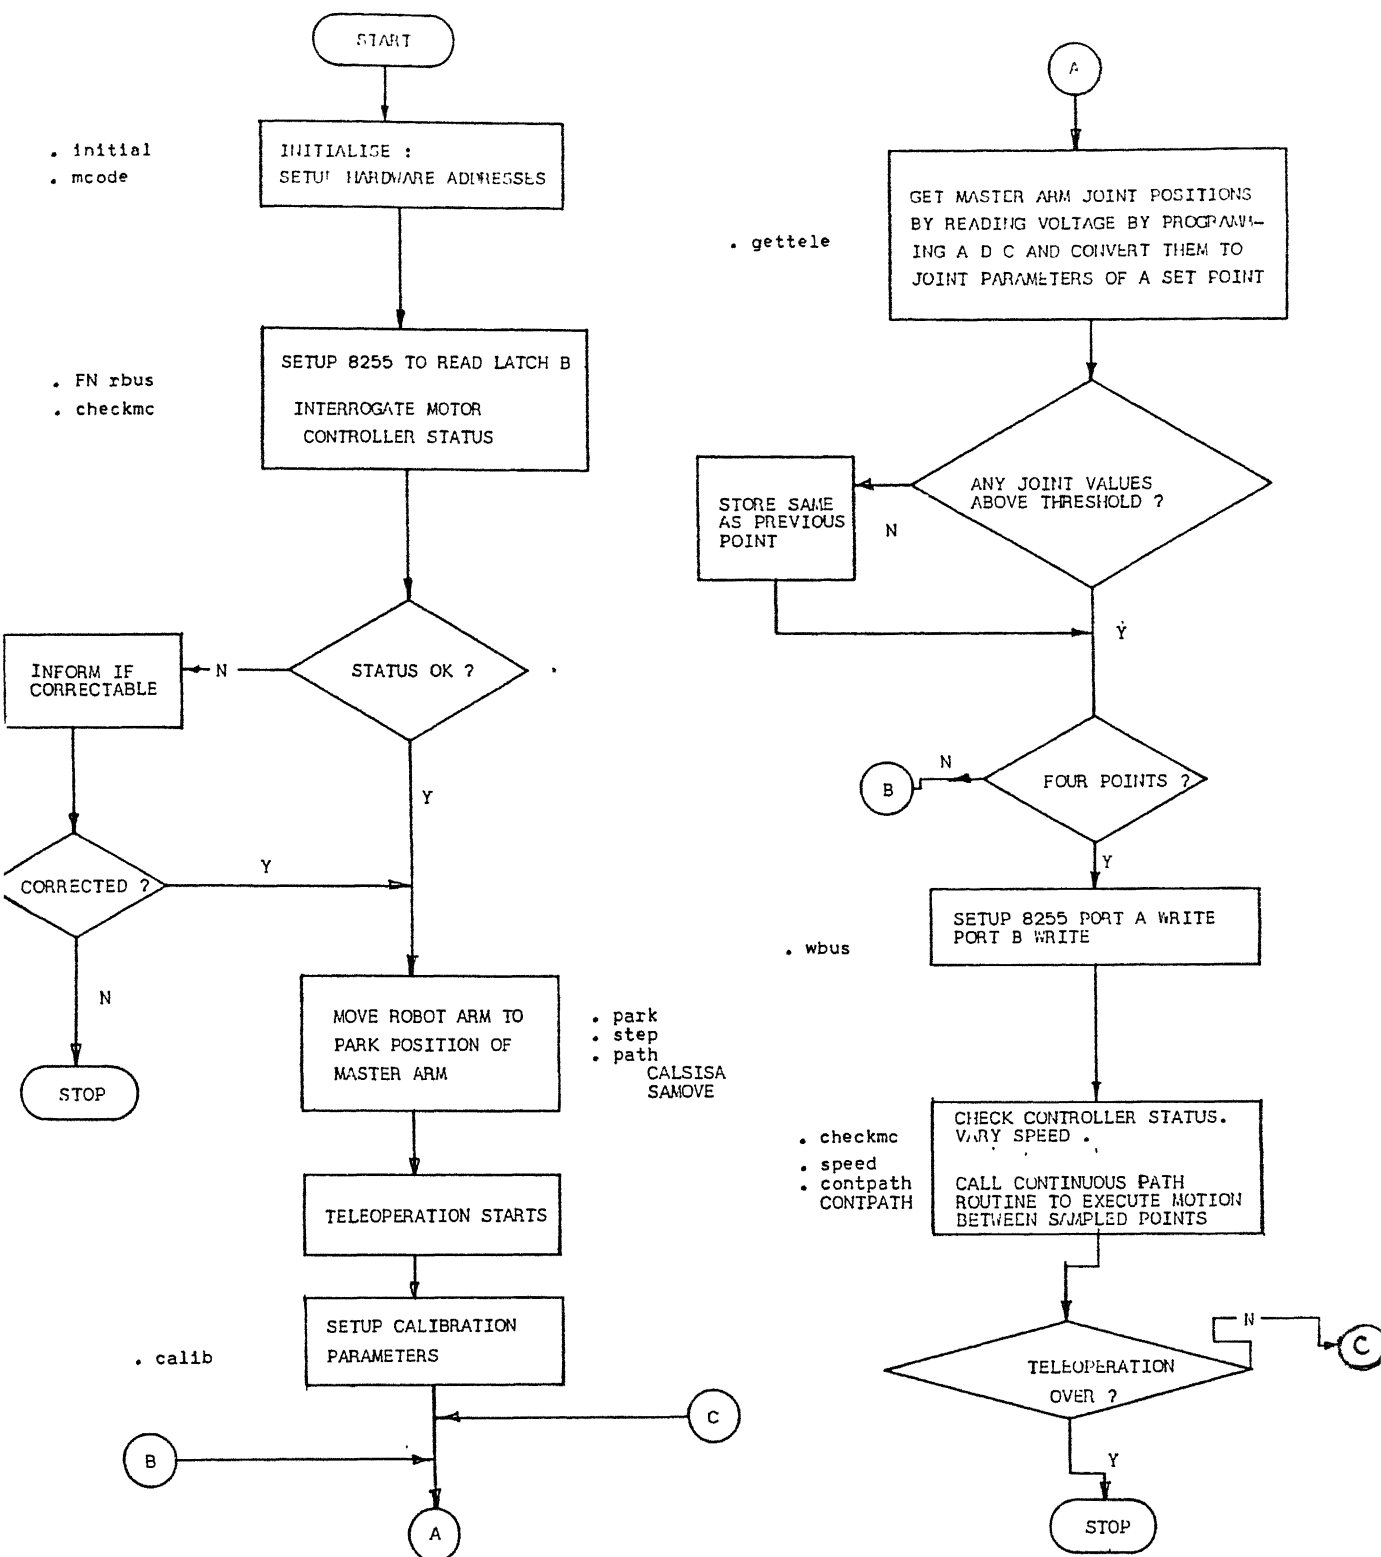 START
. initial
. mcode
INITIALISE :
SETUP HARDWARE ADDRESSES
. FN rbus
. checkmc
SETUP 8255 TO READ LATCH B
INTERROGATE MOTOR
CONTROLLER STATUS
STATUS OK ?
N
INFORM IF
CORRECTABLE
Y
CORRECTED ?
Y
N
STOP
MOVE ROBOT ARM TO
PARK POSITION OF
MASTER ARM
. park
. step
. path
CALSISA
SAMOVE
TELEOPERATION STARTS
SETUP CALIBRATION
PARAMETERS
. calib
C
B
A
A
. gettele
GET MASTER ARM JOINT POSITIONS
BY READING VOLTAGE BY PROGRAMM-
ING A D C AND CONVERT THEM TO
JOINT PARAMETERS OF A SET POINT
ANY JOINT VALUES
ABOVE THRESHOLD ?
N
STORE SAME
AS PREVIOUS
POINT
Y
FOUR POINTS ?
N
B
Y
SETUP 8255 PORT A WRITE
PORT B WRITE
. wbus
CHECK CONTROLLER STATUS.
VARY SPEED .
CALL CONTINUOUS PATH
ROUTINE TO EXECUTE MOTION
BETWEEN SAMPLED POINTS
. checkmc
. speed
. contpath
CONTPATH
TELEOPERATION
OVER ?
N
C
Y
STOP